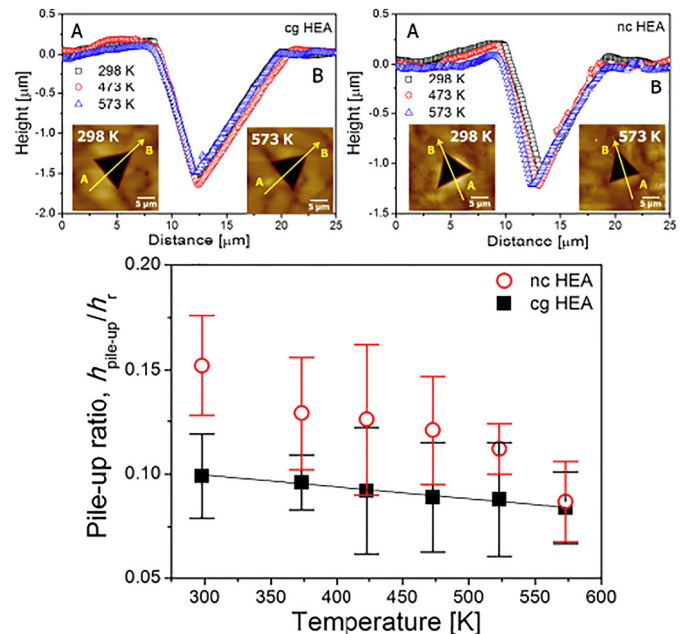 A
cg HEA
B
298 K
473 K
573 K
298 K
B
A
5 μm
573 K
B
A
5 μm
Height [μm]
0.5
0.0
-0.5
-1.0
-1.5
-2.0
0 5 10 15 20 25
Distance [μm]
A
nc HEA
B
298 K
473 K
573 K
298 K
B
A
5 μm
573 K
B
A
5 μm
Height [μm]
0.5
0.0
-0.5
-1.0
-1.5
0 5 10 15 20 25
Distance [μm]
nc HEA
cg HEA
Pile-up ratio, hpile-up/hr
0.20
0.15
0.10
0.05
300 350 400 450 500 550 600
Temperature [K]